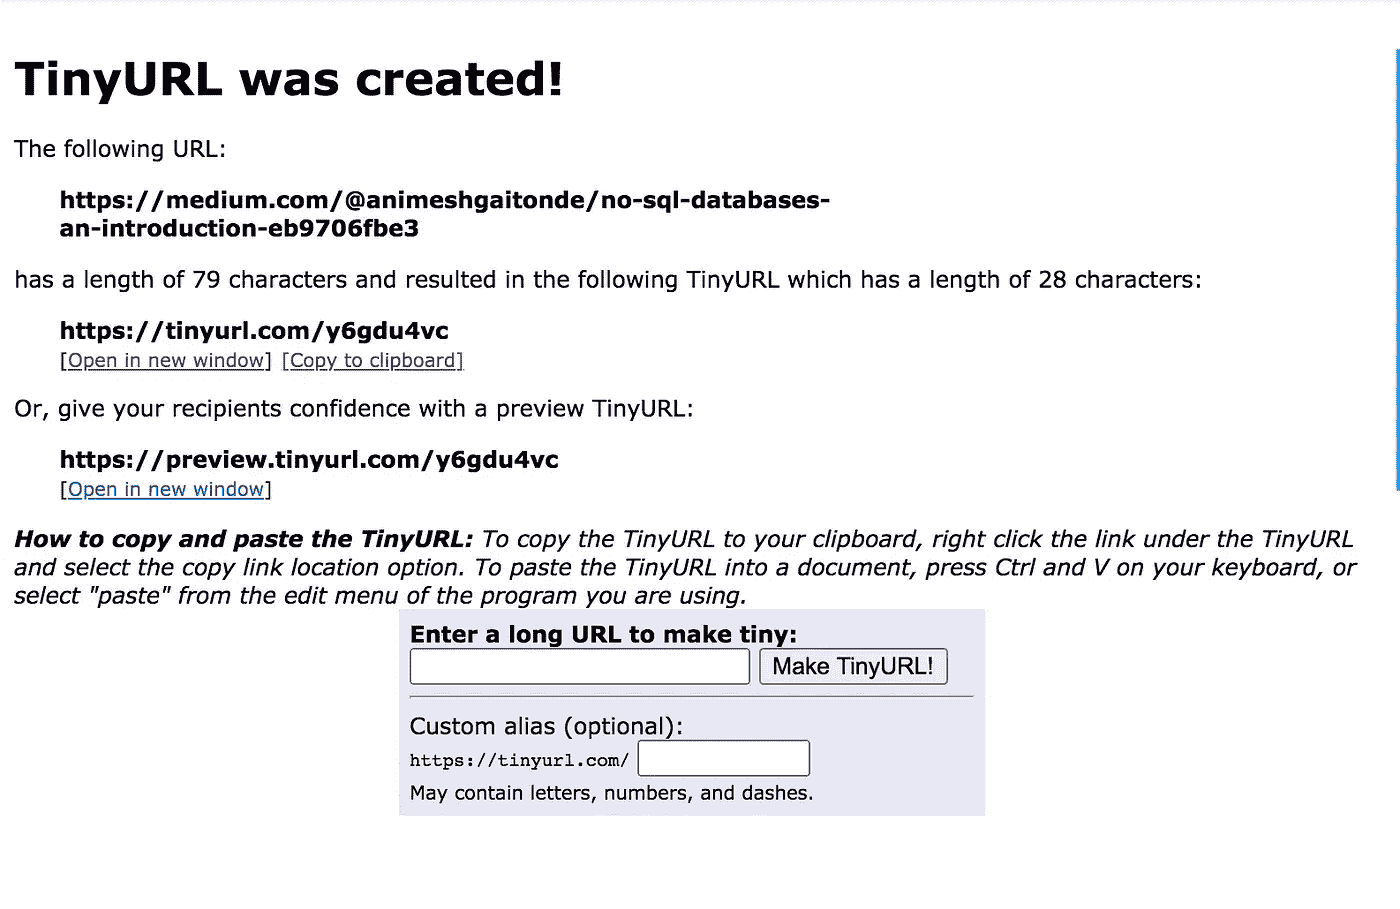 TinyURL was created!
The following URL:
https://medium.com/@animeshgaitonde/no-sql-databases-
an-introduction-eb9706fbe3
has a length of 79 characters and resulted in the following TinyURL which has a length of 28 characters:
https://tinyurl.com/y6gdu4vc
[Open in new window] [Copy to clipboard]
Or, give your recipients confidence with a preview TinyURL:
https://preview.tinyurl.com/y6gdu4vc
[Open in new window]
How to copy and paste the TinyURL: To copy the TinyURL to your clipboard, right click the link under the TinyURL
and select the copy link location option. To paste the TinyURL into a document, press Ctrl and V on your keyboard, or
select "paste" from the edit menu of the program you are using.
Enter a long URL to make tiny:
Make TinyURL!
Custom alias (optional):
https://tinyurl.com/
May contain letters, numbers, and dashes.